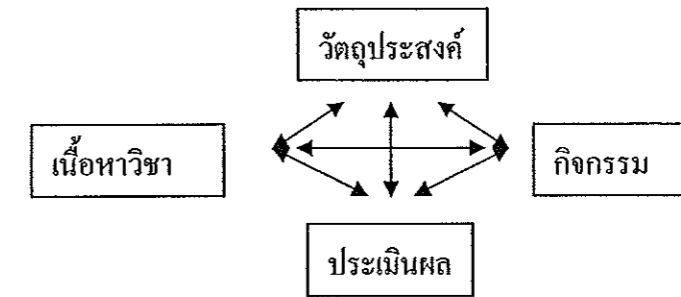 วัตถุประสงค์
เนื้อหาวิชา
กิจกรรม
ประเมินผล